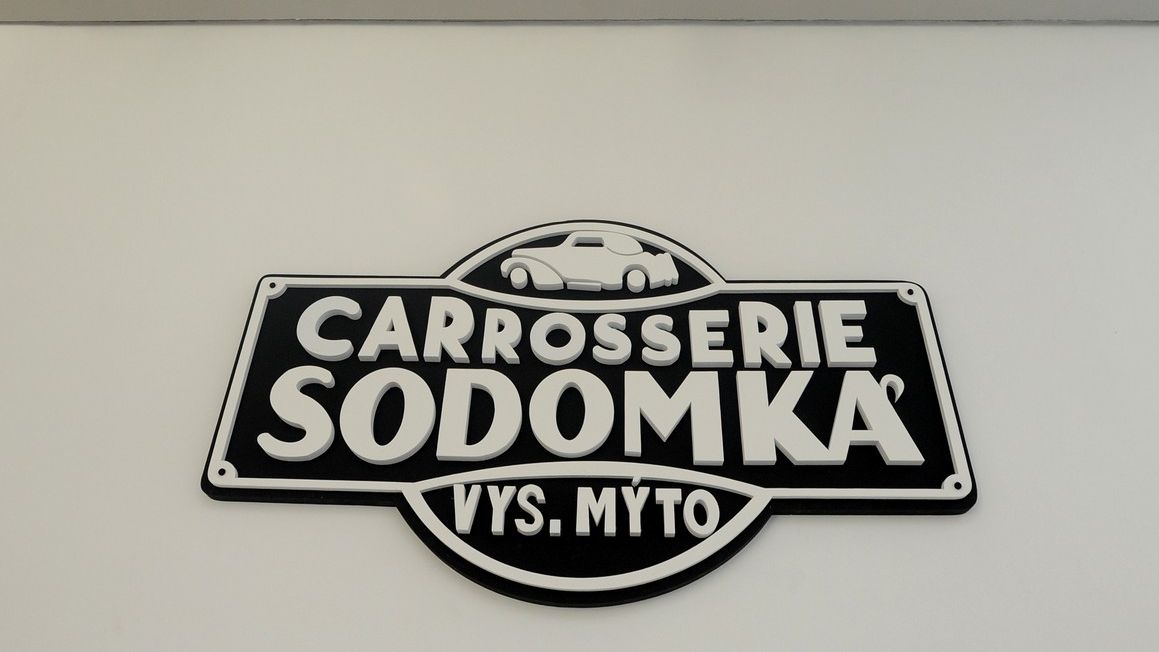 CARROSSERIE
SODOMKA
VYS. MÝTO